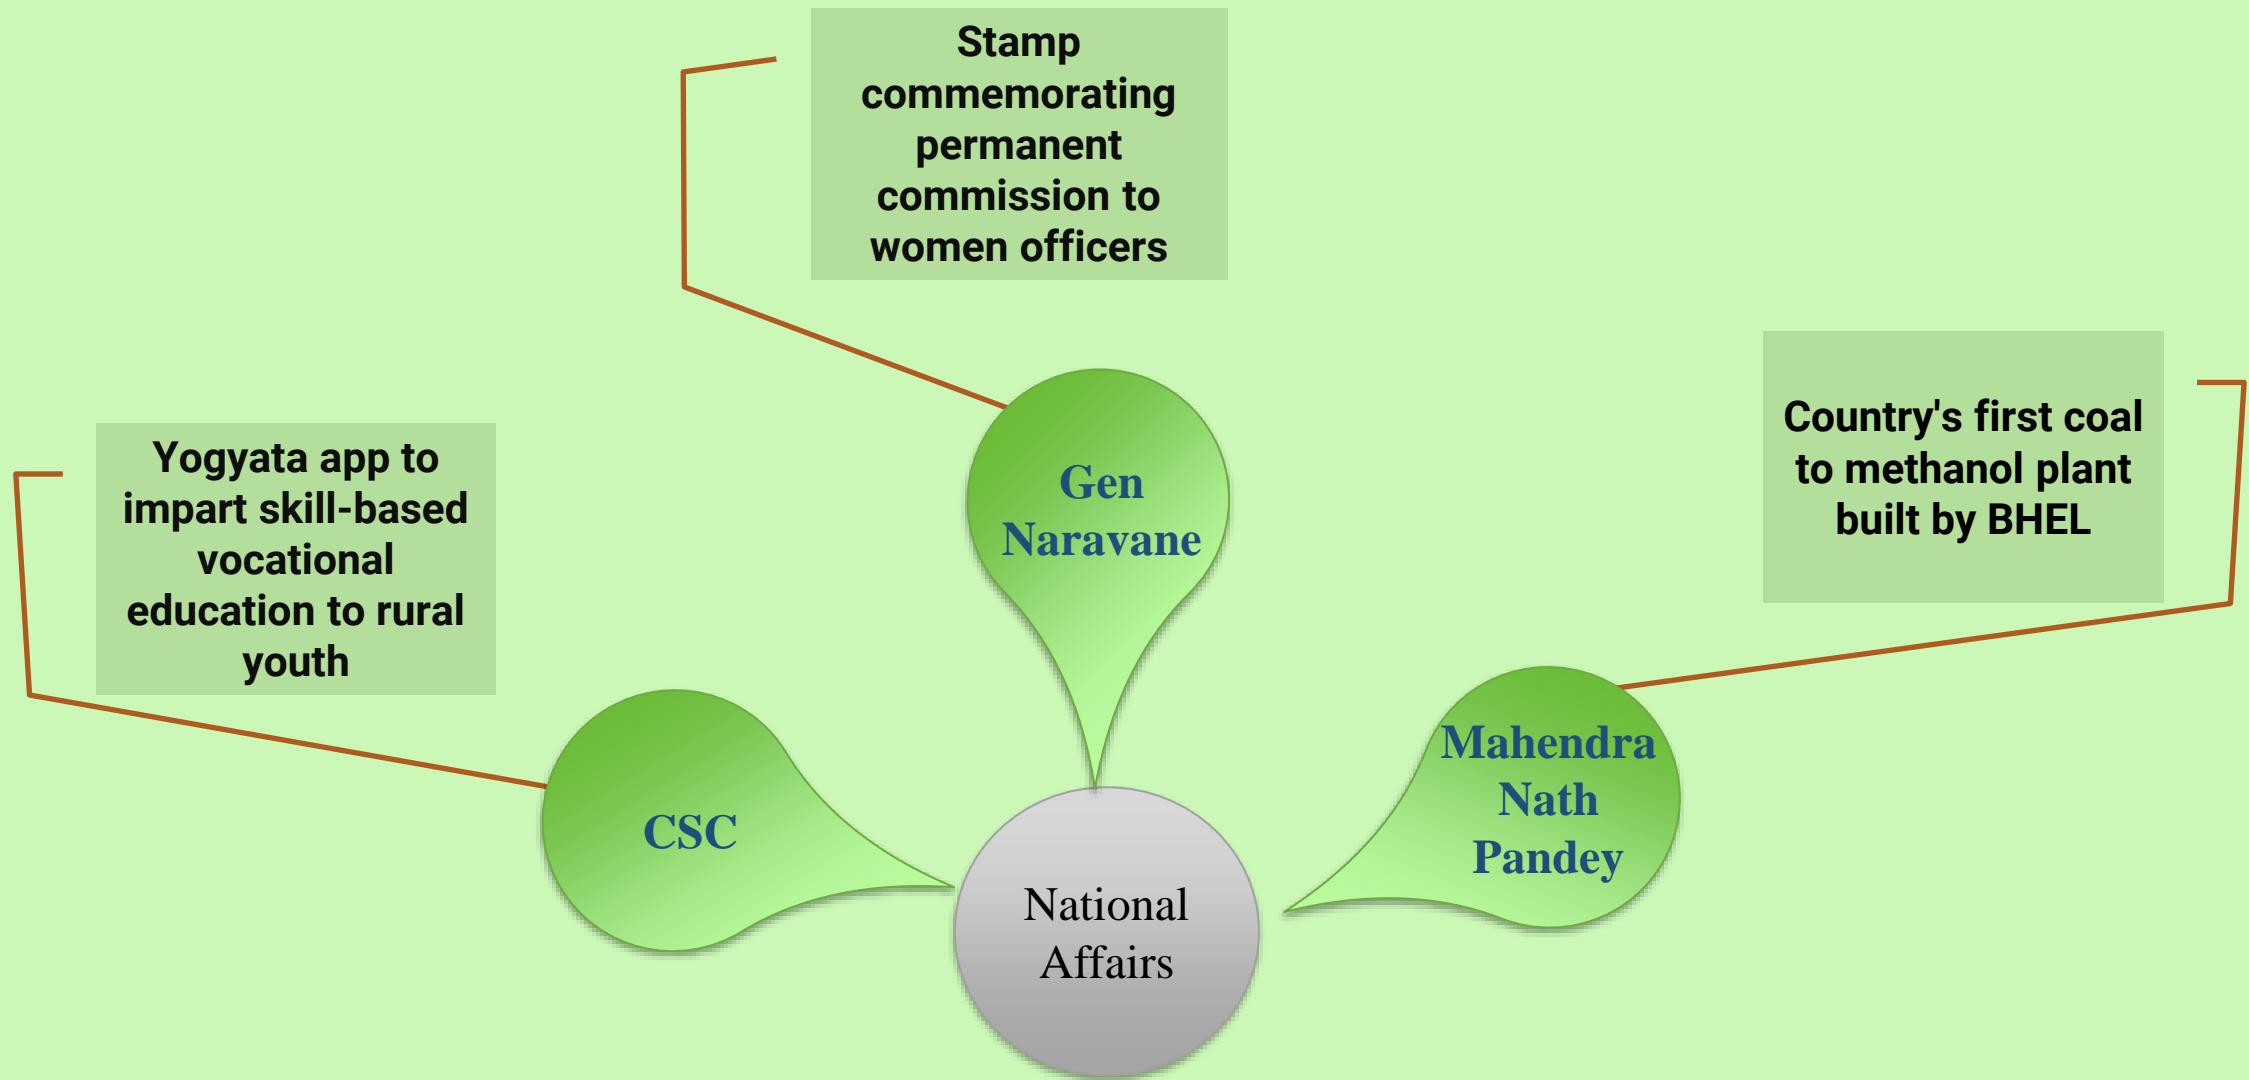 Stamp
commemorating
permanent
commission to
women officers
Country's first coal
to methanol plant
built by BHEL
Yogyata app to
impart skill-based
vocational
education to rural
youth
Gen
Naravane
Mahendra
Nath
Pandey
CSC
National
Affairs